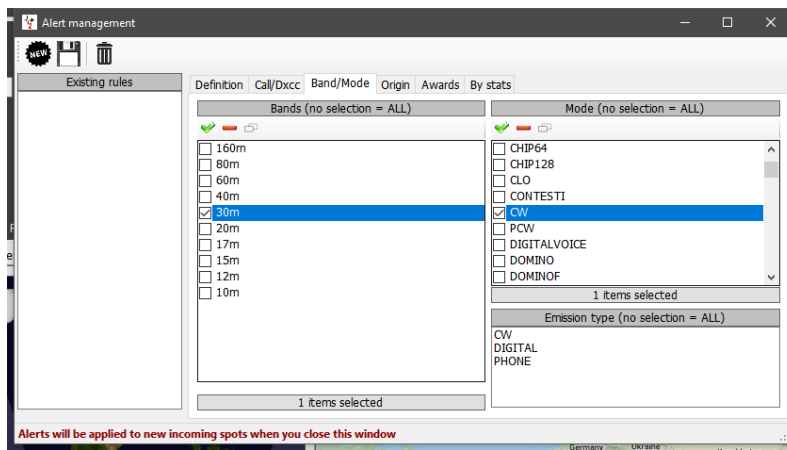 Alert management
NEW
Existing rules
Definition Call/Dxcc Band/Mode Origin Awards By stats
Bands (no selection = ALL)
160m
80m
60m
40m
30m
20m
17m
15m
12m
10m
1 items selected
Mode (no selection = ALL)
CHIP64
CHIP128
CLO
CONTESTI
CW
PCW
DIGITALVOICE
DOMINO
DOMINOF
1 items selected
Emission type (no selection = ALL)
CW
DIGITAL
PHONE
Alerts will be applied to new incoming spots when you close this window
Germany
Ukraine